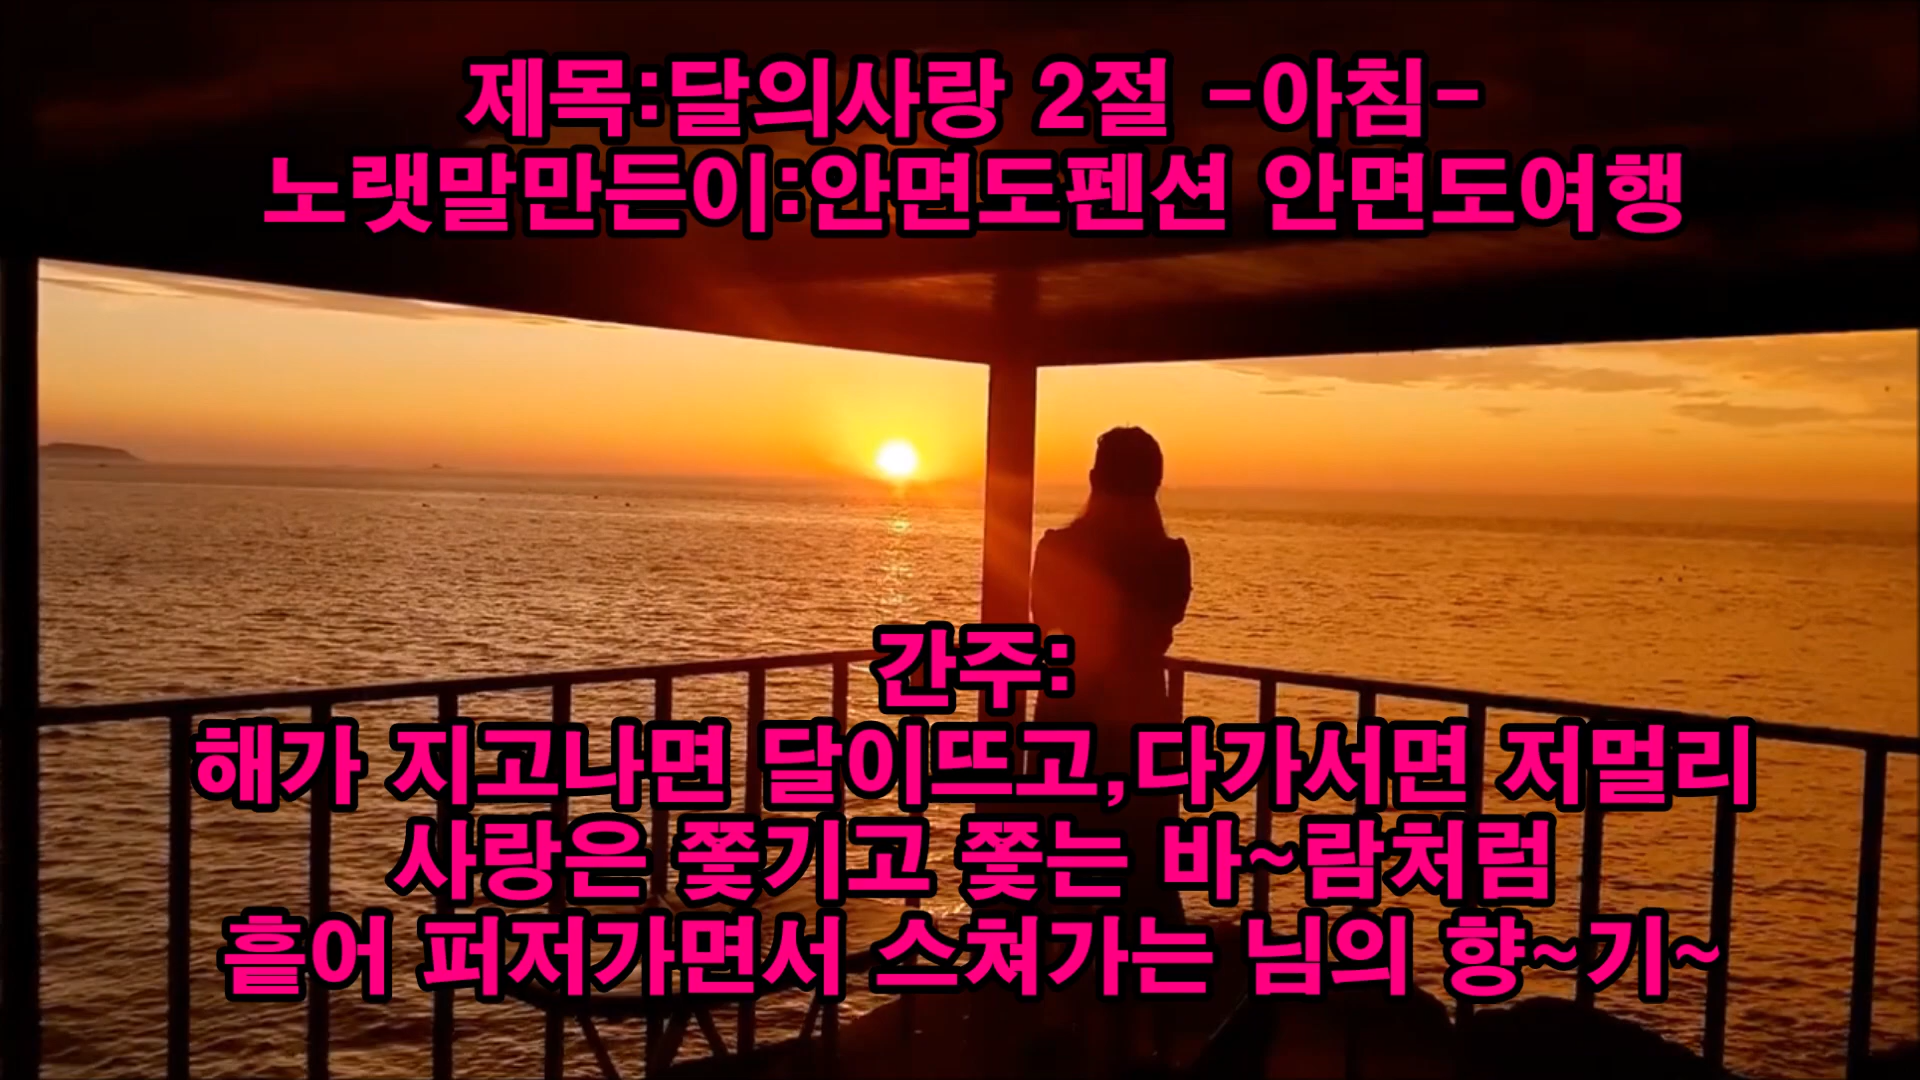 제목:달의사랑 2절 -아침-
노랫말만든이:안면도펜션 안면도여행
간주:
해가 지고나면 달이뜨고,다가서면 저멀리
사랑은 쫓기고 쫓는 바~람처럼
흩어 퍼저가면서 스쳐가는 님의 향~기~